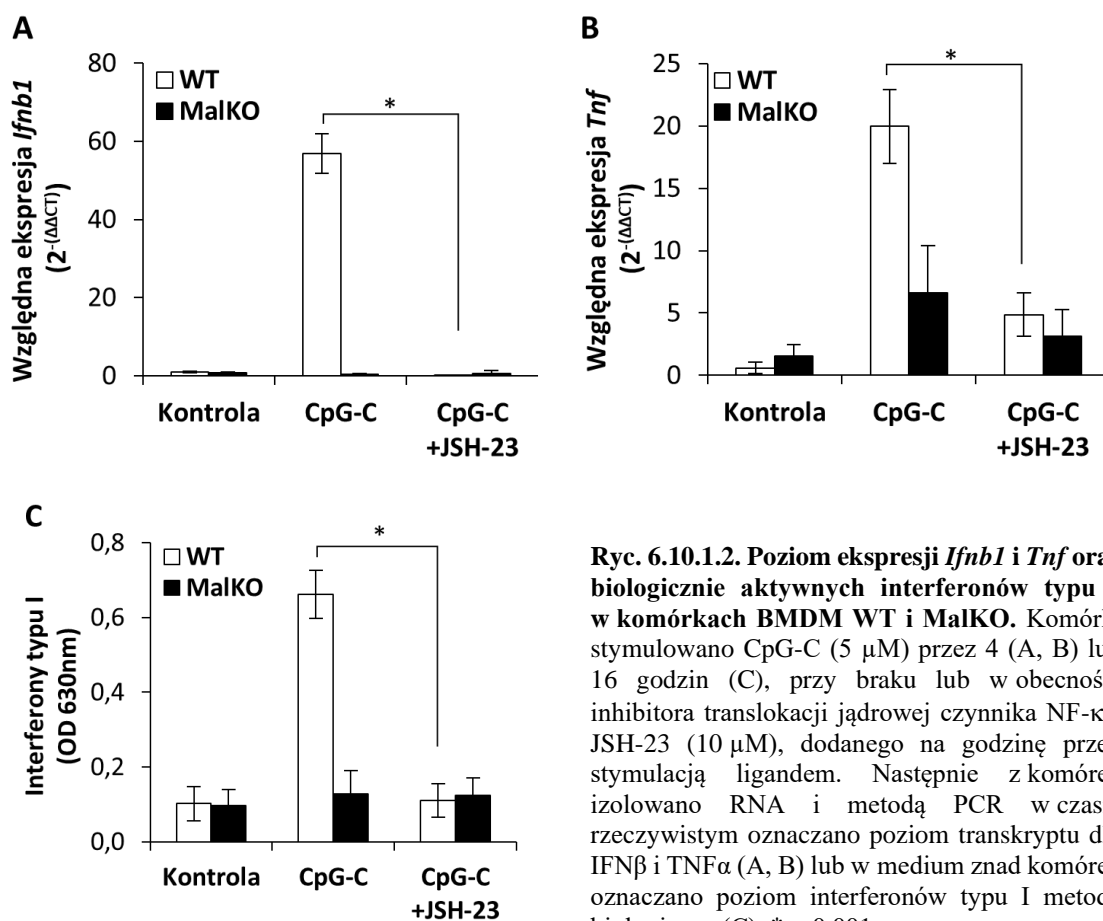 A
Względna ekspresja Ifnb1
(2^-(ΔΔCT))
80
60
40
20
0
WT
MalKO
*
Kontrola
CpG-C
CpG-C
+JSH-23
B
Względna ekspresja Tnf
(2^-(ΔΔCT))
25
20
15
10
5
0
WT
MalKO
*
Kontrola
CpG-C
CpG-C
+JSH-23
C
Interferony typu I
(OD 630nm)
0,8
0,6
0,4
0,2
0,0
WT
MalKO
*
Kontrola
CpG-C
CpG-C
+JSH-23
Ryc. 6.10.1.2. Poziom ekspresji Ifnb1 i Tnf ora
biologicznie aktywnych interferonów typu
w komórkach BMDM WT i MalKO. Komórk
stymulowano CpG-C (5 µM) przez 4 (A, B) lu
16 godzin (C), przy braku lub w obecnoś
inhibitora translokacji jądrowej czynnika NF-κ
JSH-23 (10 µM), dodanego na godzinę prze
stymulacją ligandem. Następnie z komóre
izolowano RNA i metodą PCR w czas
rzeczywistym oznaczano poziom transkryptu d
IFNβ i TNFα (A, B) lub w medium znad komóre
oznaczano poziom interferonów typu I metod